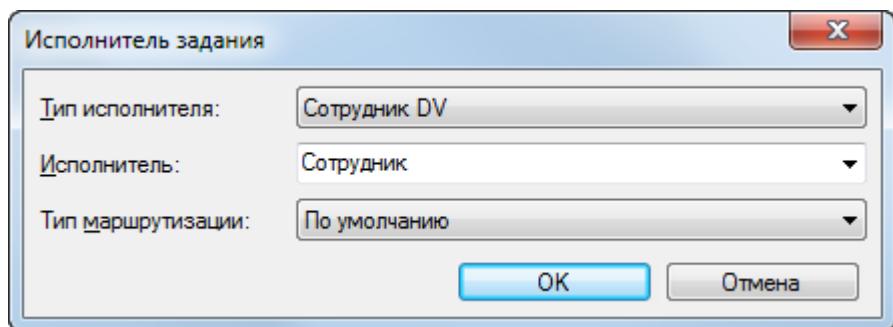 Исполнитель задания
Тип исполнителя: Сотрудник DV
Исполнитель: Сотрудник
Тип маршрутизации: По умолчанию
OK Отмена